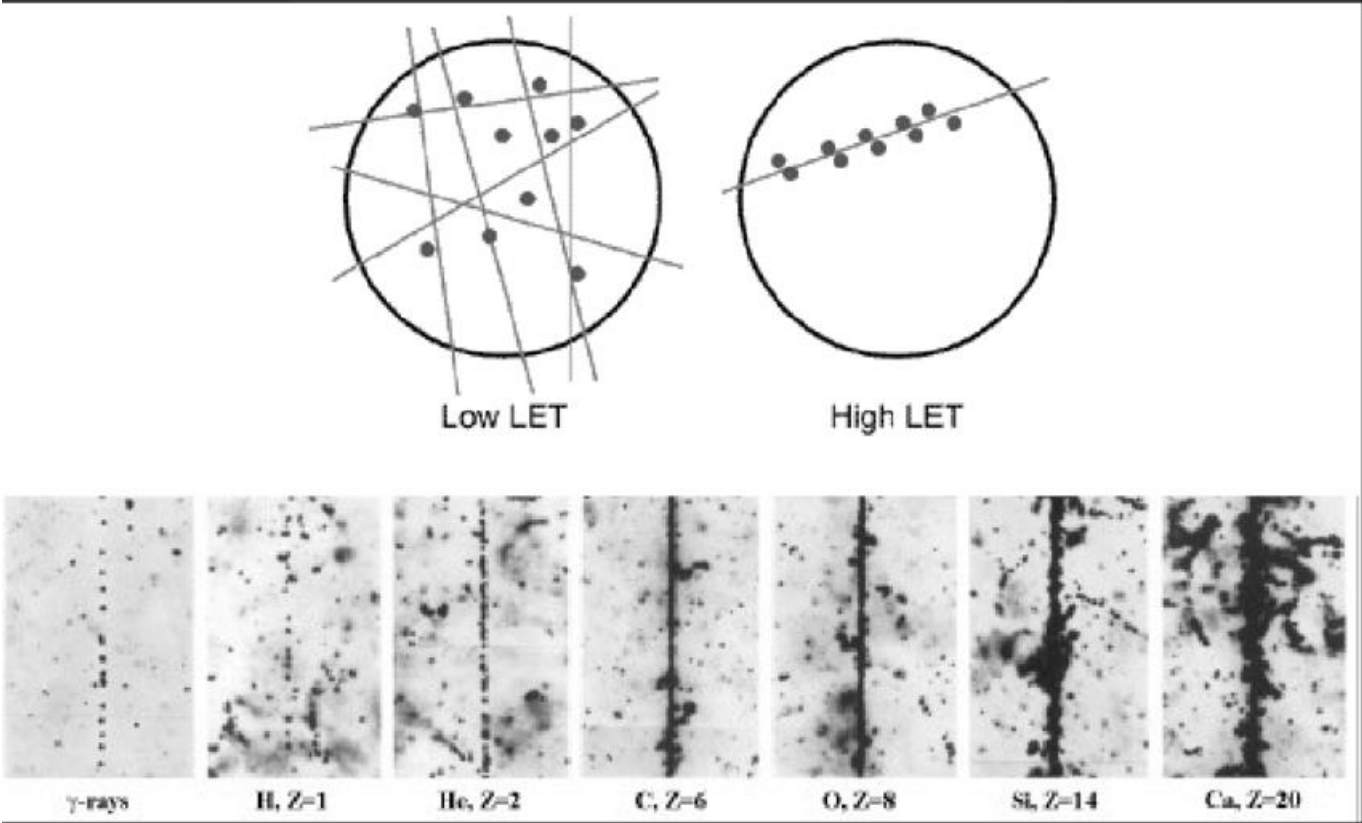 Low LET
High LET
γ-rays
H, Z=1
He, Z=2
C, Z=6
O, Z=8
Si, Z=14
Ca, Z=20